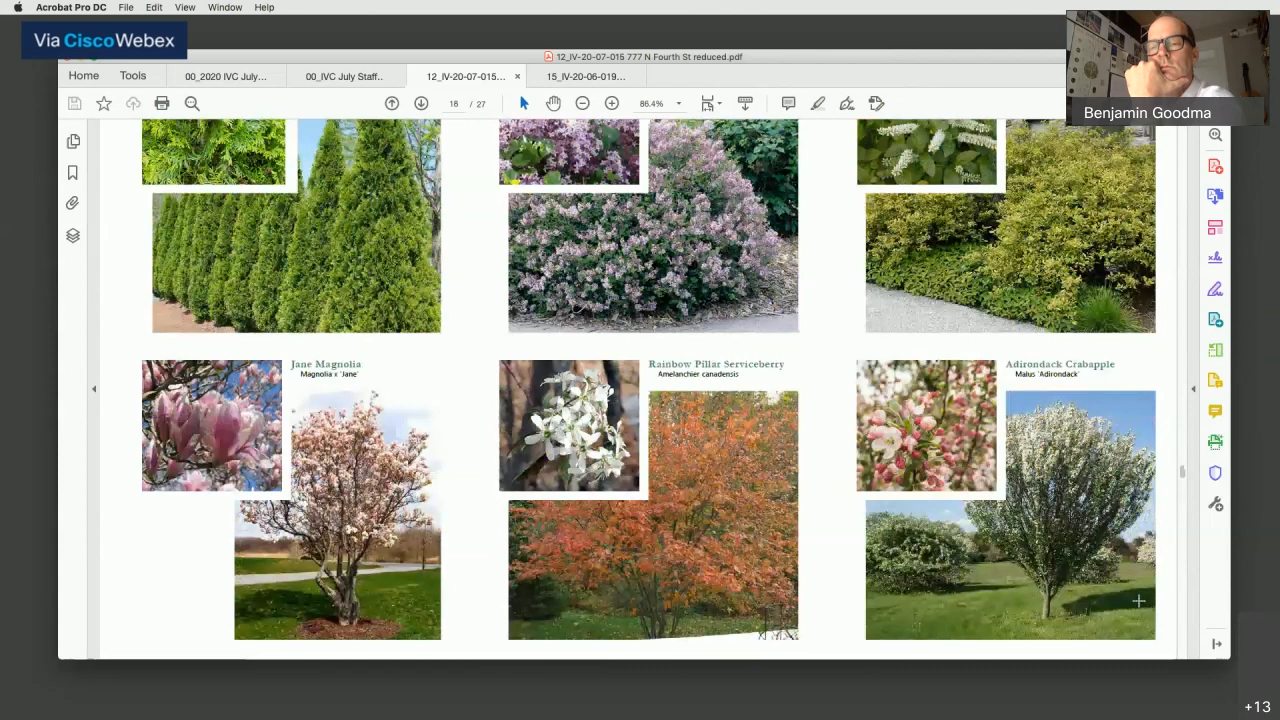 Acrobat Pro DC File Edit View Window Help
Via CiscoWebex
12_IV-20-07-015 777 N Fourth St reduced.pdf
Home Tools 00_2020 IVC July... 00_IVC July Staff.. 12_IV-20-07-015... × 15_IV-20-06-019...
18 / 27 86.4%
Benjamin Goodma
Jane Magnolia
Magnolia x 'Jane'
Rainbow Pillar Serviceberry
Amelanchier canadensis
Adirondack Crabapple
Malus 'Adirondack'
+13